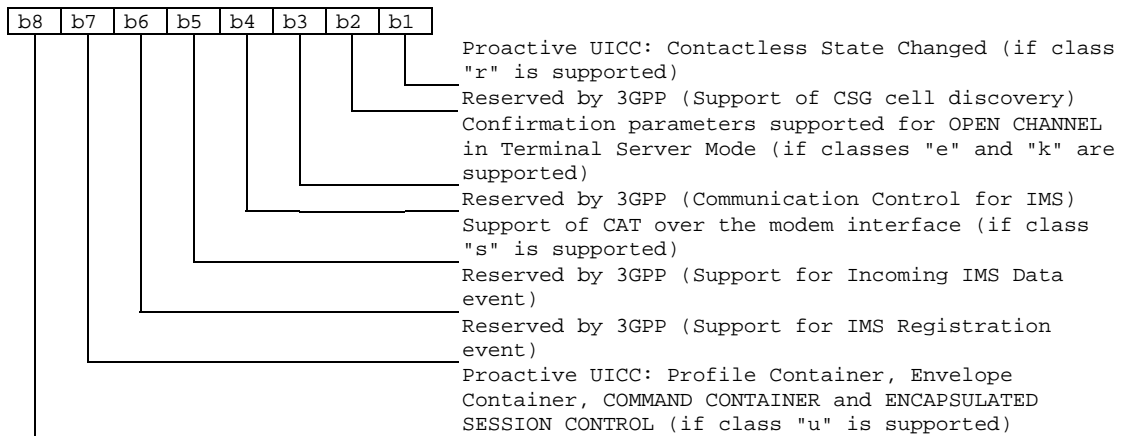 b8 b7 b6 b5 b4 b3 b2 b1
Proactive UICC: Contactless State Changed (if class
"r" is supported)
Reserved by 3GPP (Support of CSG cell discovery)
Confirmation parameters supported for OPEN CHANNEL
in Terminal Server Mode (if classes "e" and "k" are
supported)
Reserved by 3GPP (Communication Control for IMS)
Support of CAT over the modem interface (if class
"s" is supported)
Reserved by 3GPP (Support for Incoming IMS Data
event)
Reserved by 3GPP (Support for IMS Registration
event)
Proactive UICC: Profile Container, Envelope
Container, COMMAND CONTAINER and ENCAPSULATED
SESSION CONTROL (if class "u" is supported)